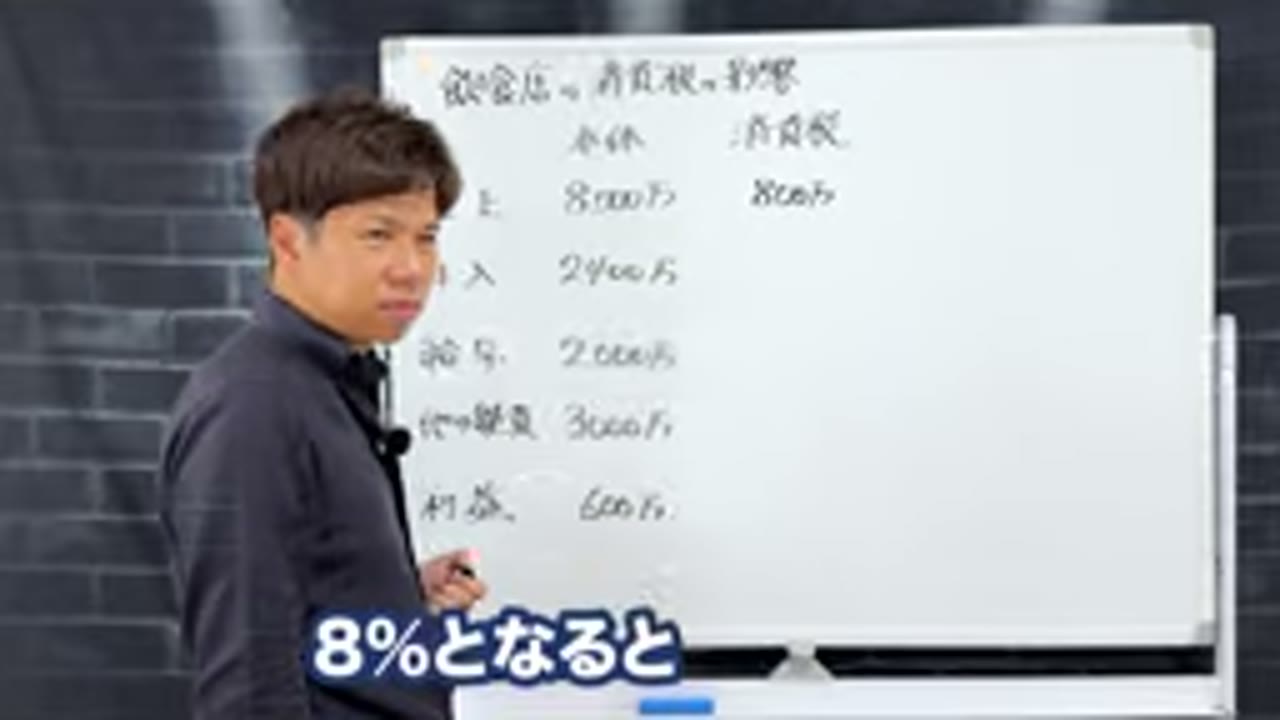 飲食店の消費税の影響
本体 消費税
上 8,000万 800万
入 2400万
給与 2,000万
他の経費 3000万
利益 600万
8%となると